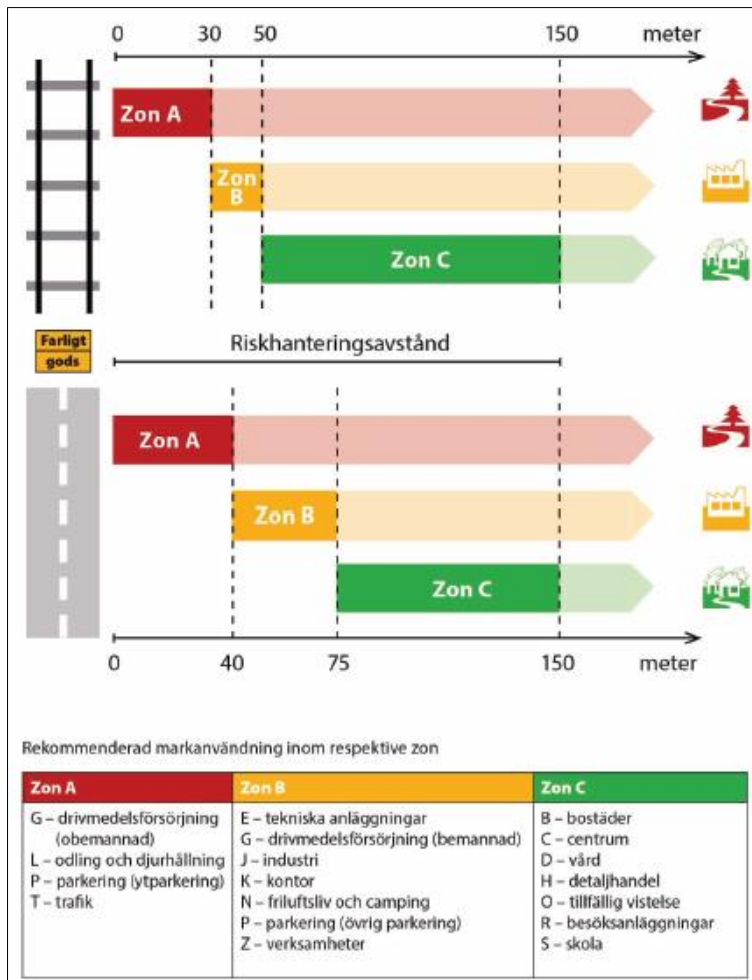 0 30 50 150 meter
Zon A
Zon
B
Zon C
Farligt
gods
Riskhanteringsavstånd
Zon A
Zon B
Zon C
0 40 75 150 meter
Rekommenderad markanvändning inom respektive zon
Zon A Zon B Zon C
G – drivmedelsförsörjning
(obemannad)
L – odling och djurhållning
P – parkering (ytparkering)
T – trafik
E – tekniska anläggningar
G – drivmedelsförsörjning (bemannad)
J – industri
K – kontor
N – friluftsliv och camping
P – parkering (övrig parkering)
Z – verksamheter
B – bostäder
C – centrum
D – vård
H – detaljhandel
O – tillfällig vistelse
R – besöksanläggningar
S – skola